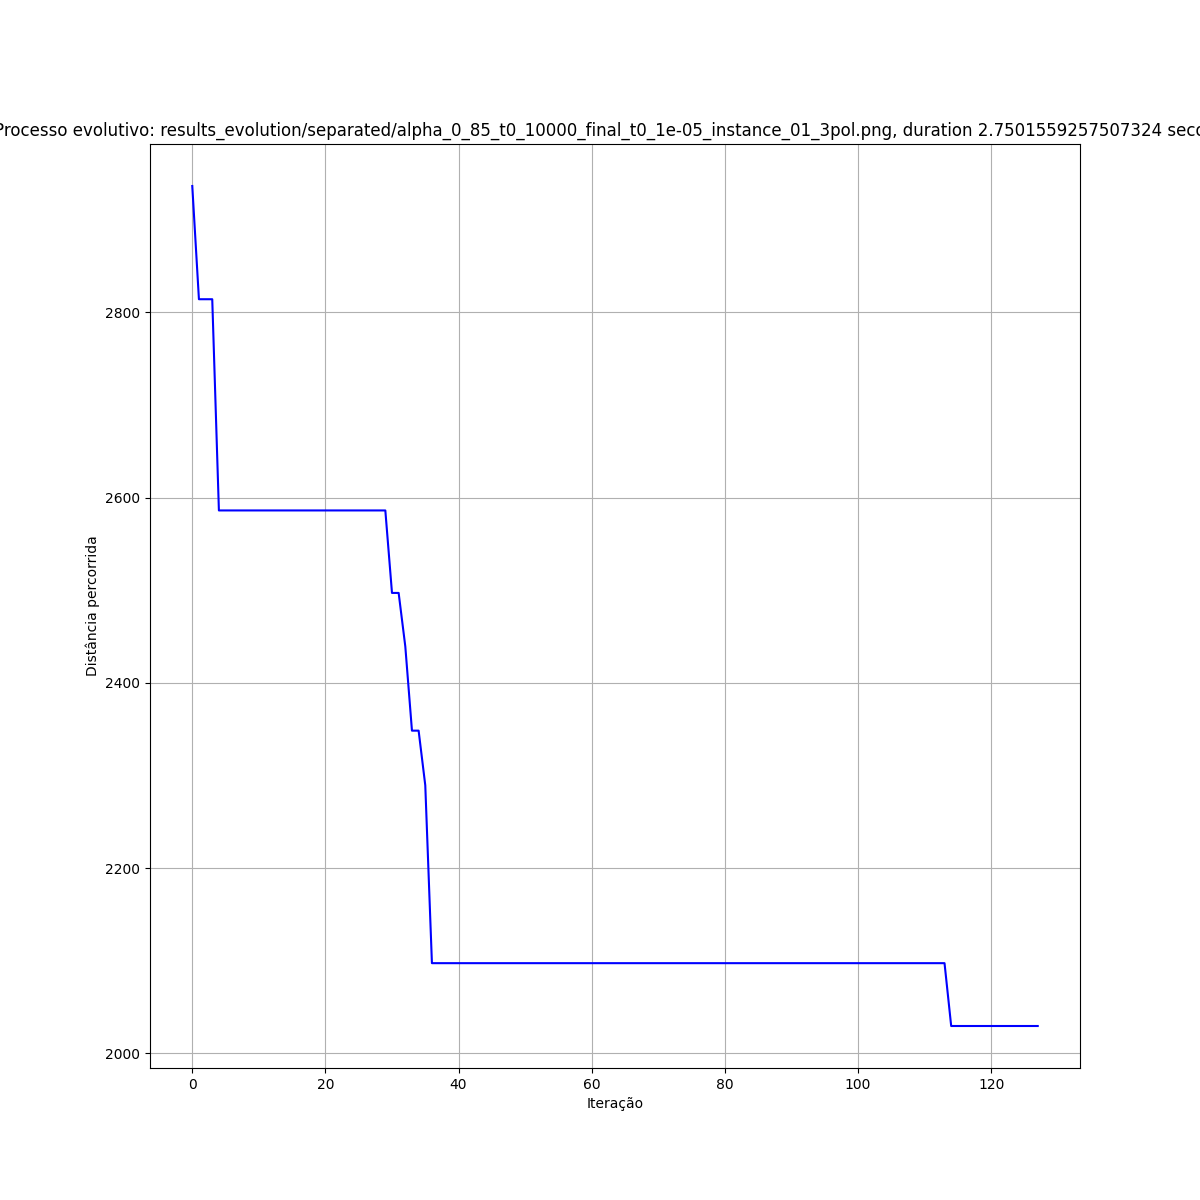 Processo evolutivo: results_evolution/separated/alpha_0_85_t0_10000_final_t0_1e-05_instance_01_3pol.png, duration 2.7501559257507324 seco
2800
2600
2400
2200
2000
Distância percorrida
0 20 40 60 80 100 120
Iteração